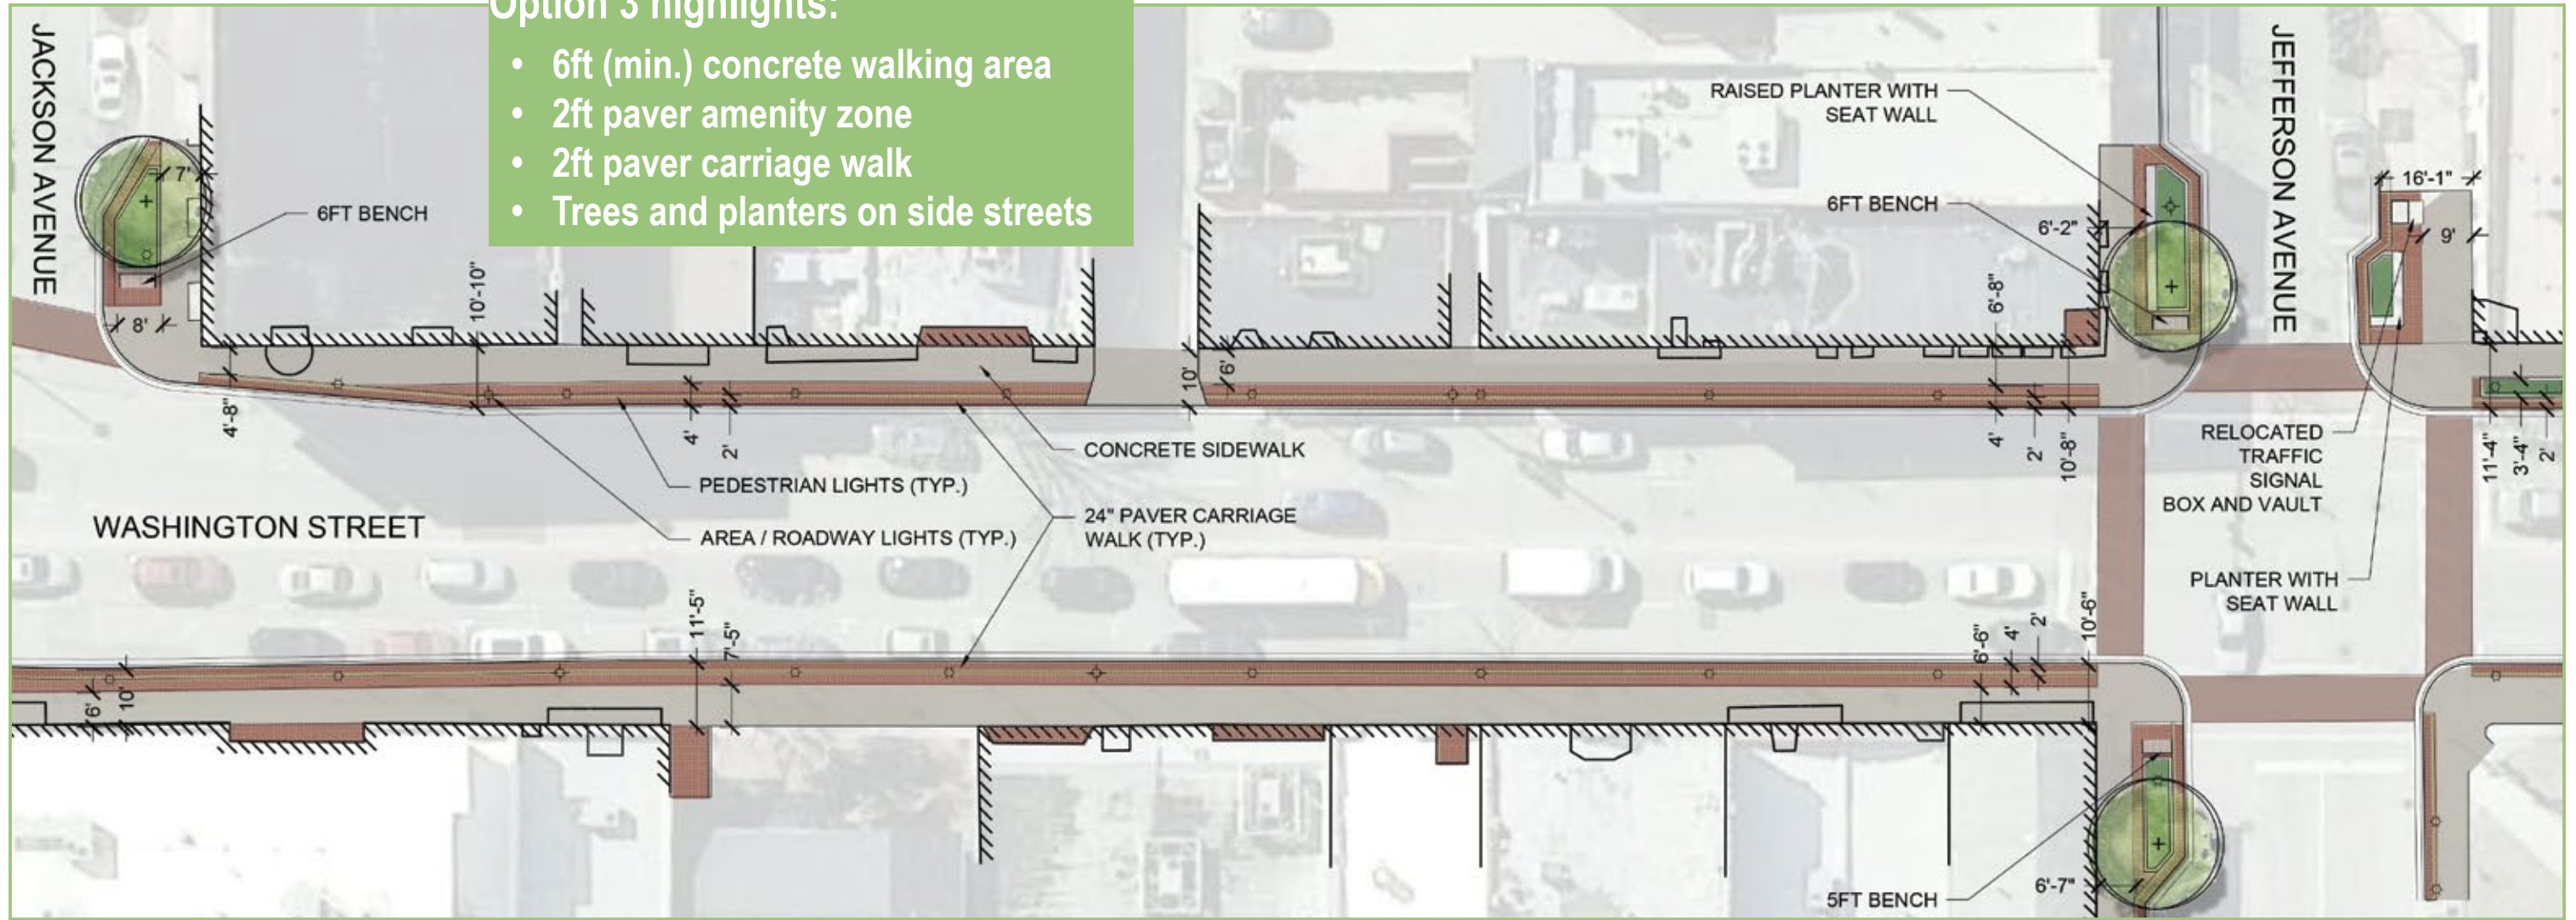 Option 3 highlights:
• 6ft (min.) concrete walking area
• 2ft paver amenity zone
• 2ft paver carriage walk
• Trees and planters on side streets
JACKSON AVENUE
JEFFERSON AVENUE
7'
6FT BENCH
8'
10'-10"
RAISED PLANTER WITH
SEAT WALL
6FT BENCH
6'-2"
16'-1"
9'
6'-8"
4'-8"
4'
2'
10'
6'
4'
2'
10'-8"
11'-4"
3'-4"
2'
CONCRETE SIDEWALK
PEDESTRIAN LIGHTS (TYP.)
AREA / ROADWAY LIGHTS (TYP.)
24" PAVER CARRIAGE
WALK (TYP.)
RELOCATED
TRAFFIC
SIGNAL
BOX AND VAULT
PLANTER WITH
SEAT WALL
WASHINGTON STREET
6'
10'
11'-5"
7'-5"
6'-6"
4'
2'
10'-6"
5FT BENCH
6'-7"